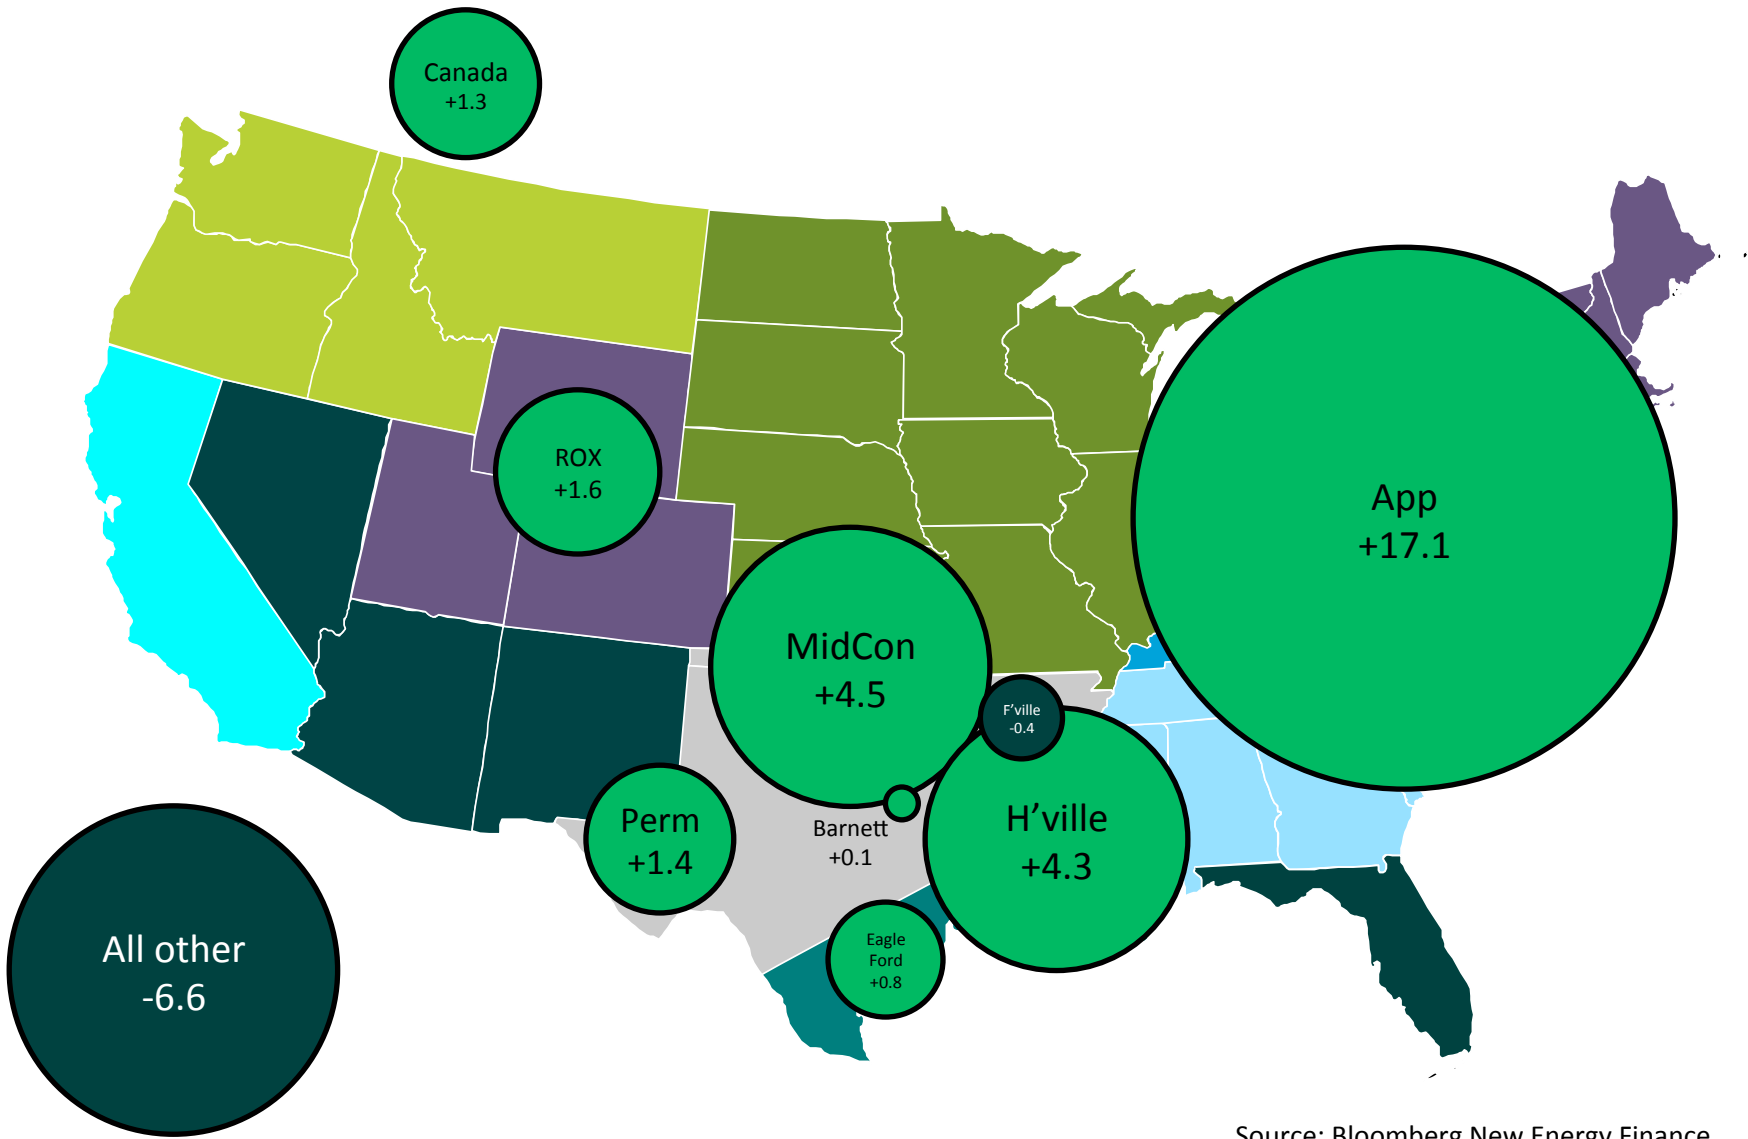 Canada
+1.3
ROX
+1.6
App
+17.1
MidCon
+4.5
F'ville
-0.4
Perm
+1.4
Barnett
+0.1
H'ville
+4.3
Eagle
Ford
+0.8
All other
-6.6
Source: Bloomberg New Energy Finance